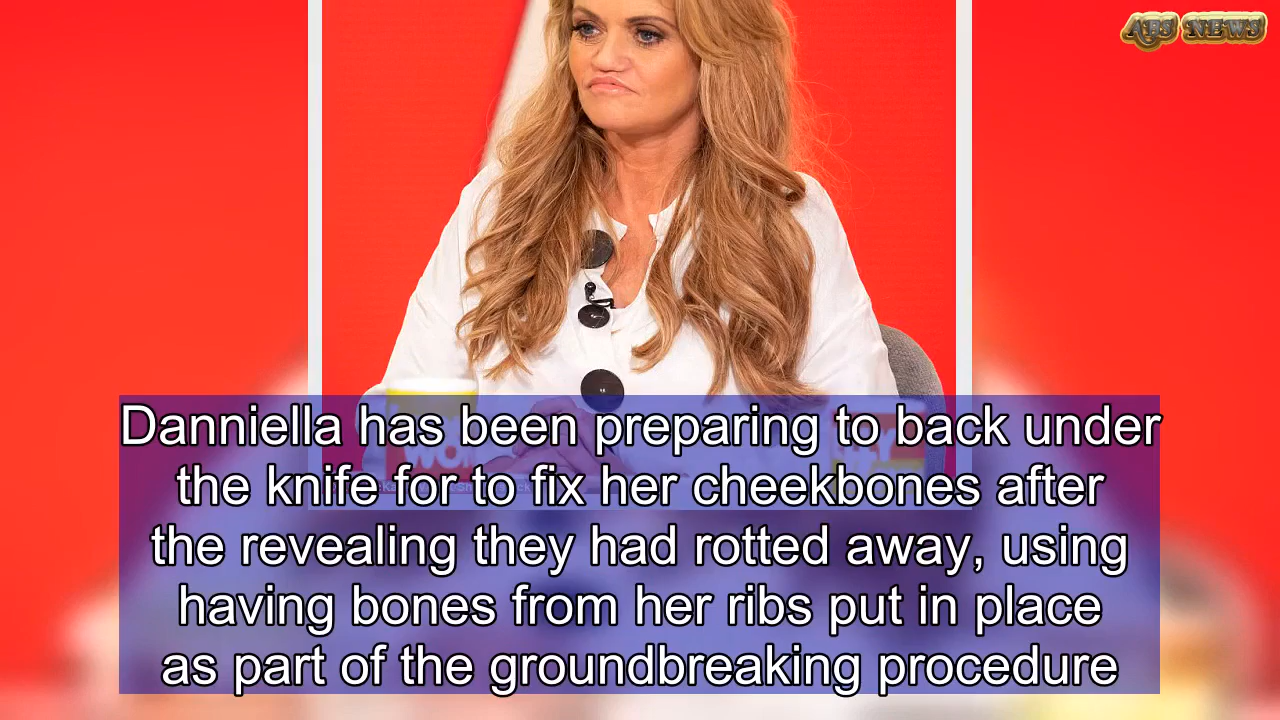 ABS NEWS
Danniella has been preparing to back under
the knife for to fix her cheekbones after
the revealing they had rotted away, using
having bones from her ribs put in place
as part of the groundbreaking procedure